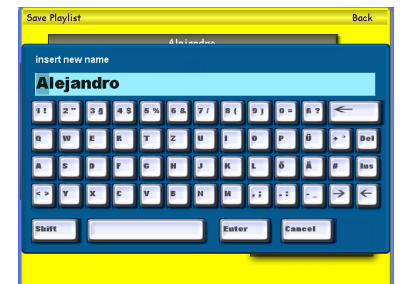 Save Playlist Back
Alejandro
insert new name
Alejandro
1 ! 2 " 3 § 4 $ 5 % 6 & 7 / 8 ( 9 ) 0 = ß ?
Q W E R T Z U I O P Ü + * Del
A S D F G H J K L Ö Ä # Ins
< > Y X C V B N M , ; . : - _
Shift Enter Cancel